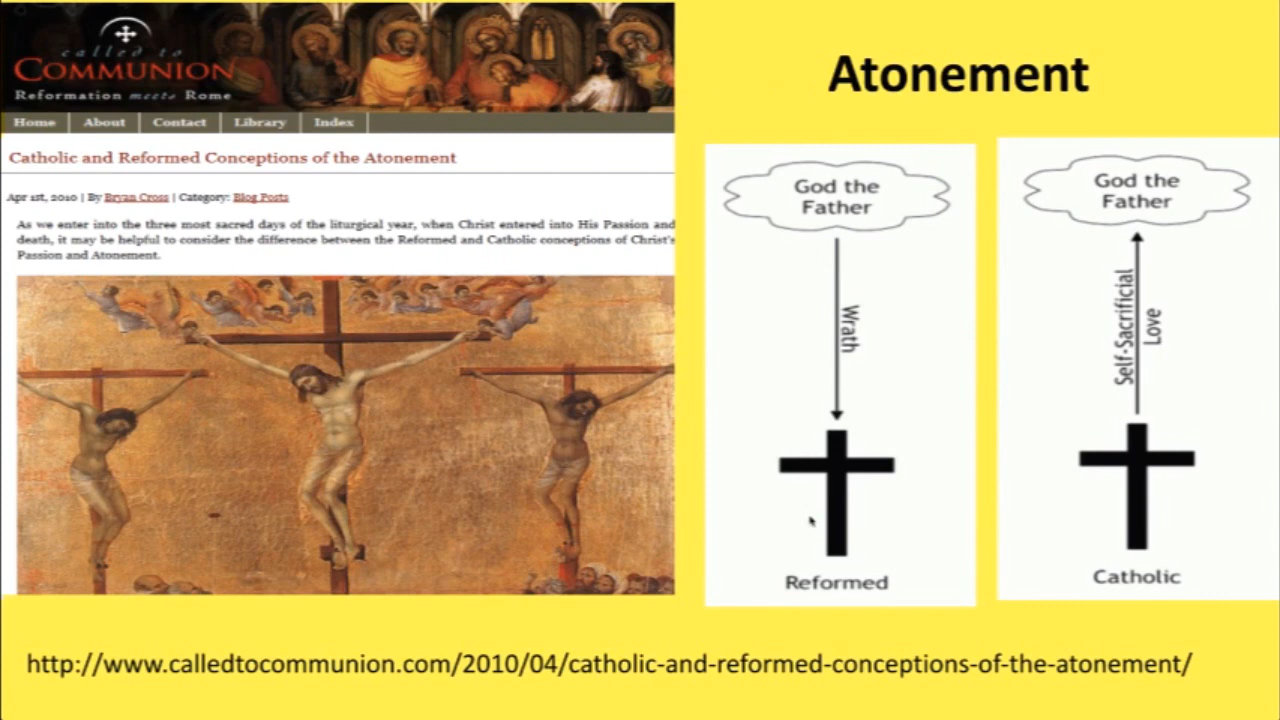 called to
COMMUNION
Reformation meets Rome
Home About Contact Library Index
Catholic and Reformed Conceptions of the Atonement
Apr 1st, 2010 | By Bryan Cross | Category: Blog Posts
As we enter into the three most sacred days of the liturgical year, when Christ entered into His Passion and
death, it may be helpful to consider the difference between the Reformed and Catholic conceptions of Christ's
Passion and Atonement.
Atonement
God the
Father
Wrath
Reformed
God the
Father
Self-Sacrificial
Love
Catholic
http://www.calledtocommunion.com/2010/04/catholic-and-reformed-conceptions-of-the-atonement/